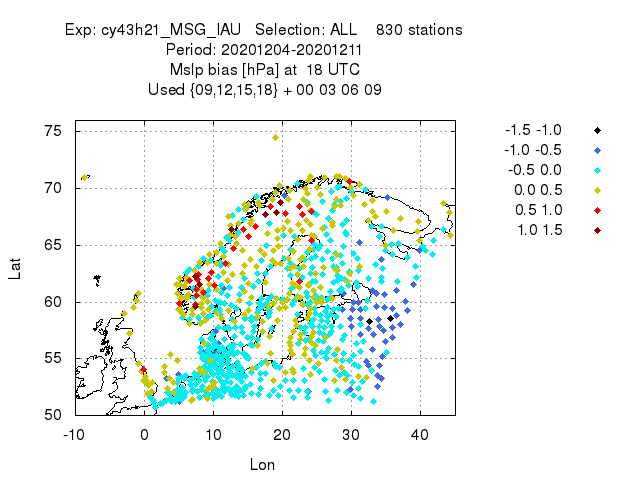 Exp: cy43h21_MSG_IAU Selection: ALL 830 stations
Period: 20201204-20201211
Mslp bias [hPa] at 18 UTC
Used {09,12,15,18} + 00 03 06 09
75
70
65
60
55
50
Lat
-10 0 10 20 30 40
Lon
-1.5 -1.0
-1.0 -0.5
-0.5 0.0
0.0 0.5
0.5 1.0
1.0 1.5